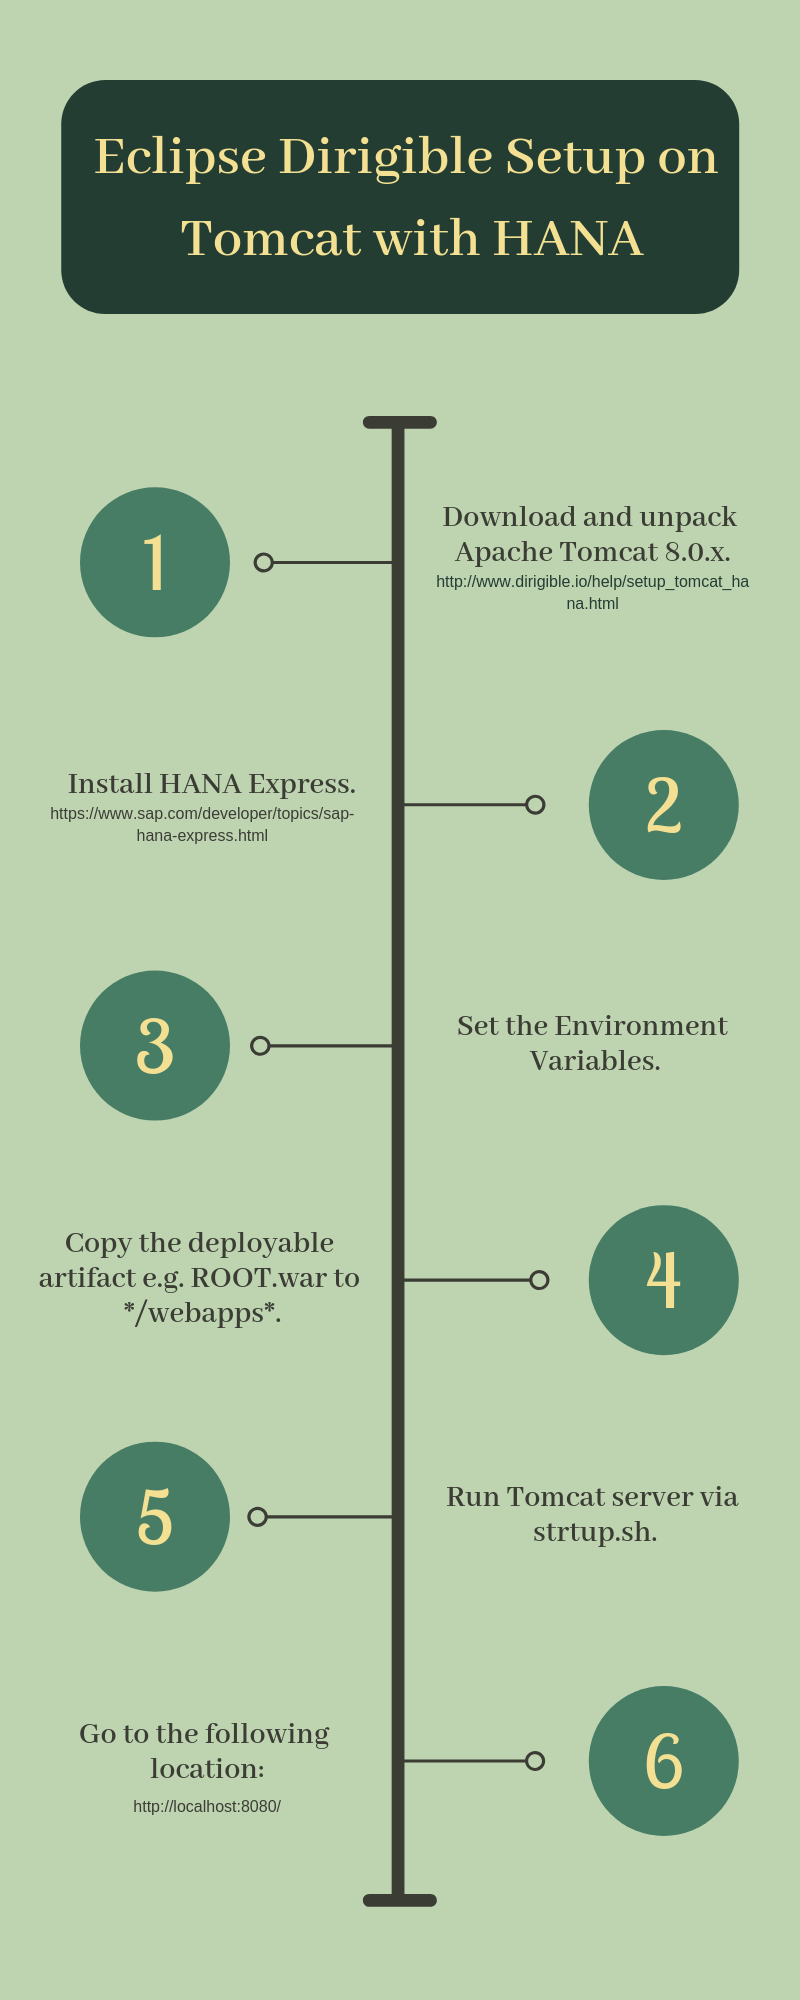 Eclipse Dirigible Setup on
Tomcat with HANA
1
Download and unpack
Apache Tomcat 8.0.x.
http://www.dirigible.io/help/setup_tomcat_ha
na.html
Install HANA Express.
https://www.sap.com/developer/topics/sap-
hana-express.html
2
3
Set the Environment
Variables.
Copy the deployable
artifact e.g. ROOT.war to
*/webapps*.
4
5
Run Tomcat server via
strtup.sh.
Go to the following
location:
http://localhost:8080/
6